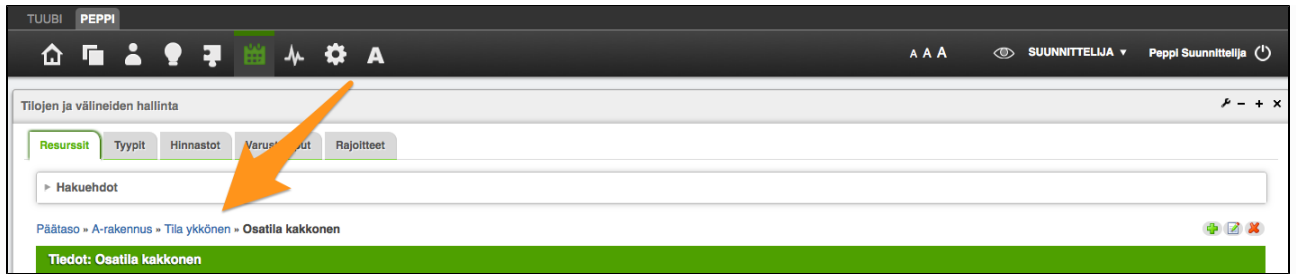 TUUBI PEPPI
A A A A SUUNNITTELIJA ▼ Peppi Suunnittelija
Tilojen ja välineiden hallinta
Resurssit Tyypit Hinnastot Rajoitteet
Hakuehdot
Päätaso » A-rakennus » Tila ykkönen » Osatila kakkonen
Tiedot: Osatila kakkonen